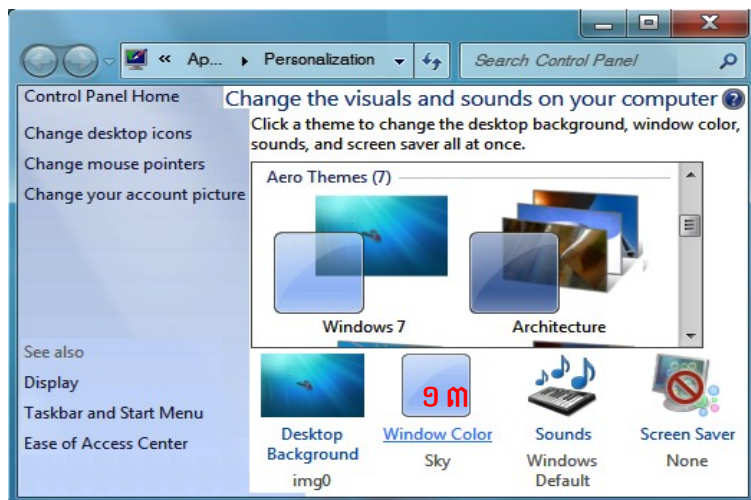 « Ap... ▸ Personalization
Search Control Panel
Control Panel Home
Change desktop icons
Change mouse pointers
Change your account picture
See also
Display
Taskbar and Start Menu
Ease of Access Center
Change the visuals and sounds on your computer
Click a theme to change the desktop background, window color,
sounds, and screen saver all at once.
Aero Themes (7)
Windows 7
Architecture
១ ៣
Desktop
Background
img0
Window Color
Sky
Sounds
Windows
Default
Screen Saver
None